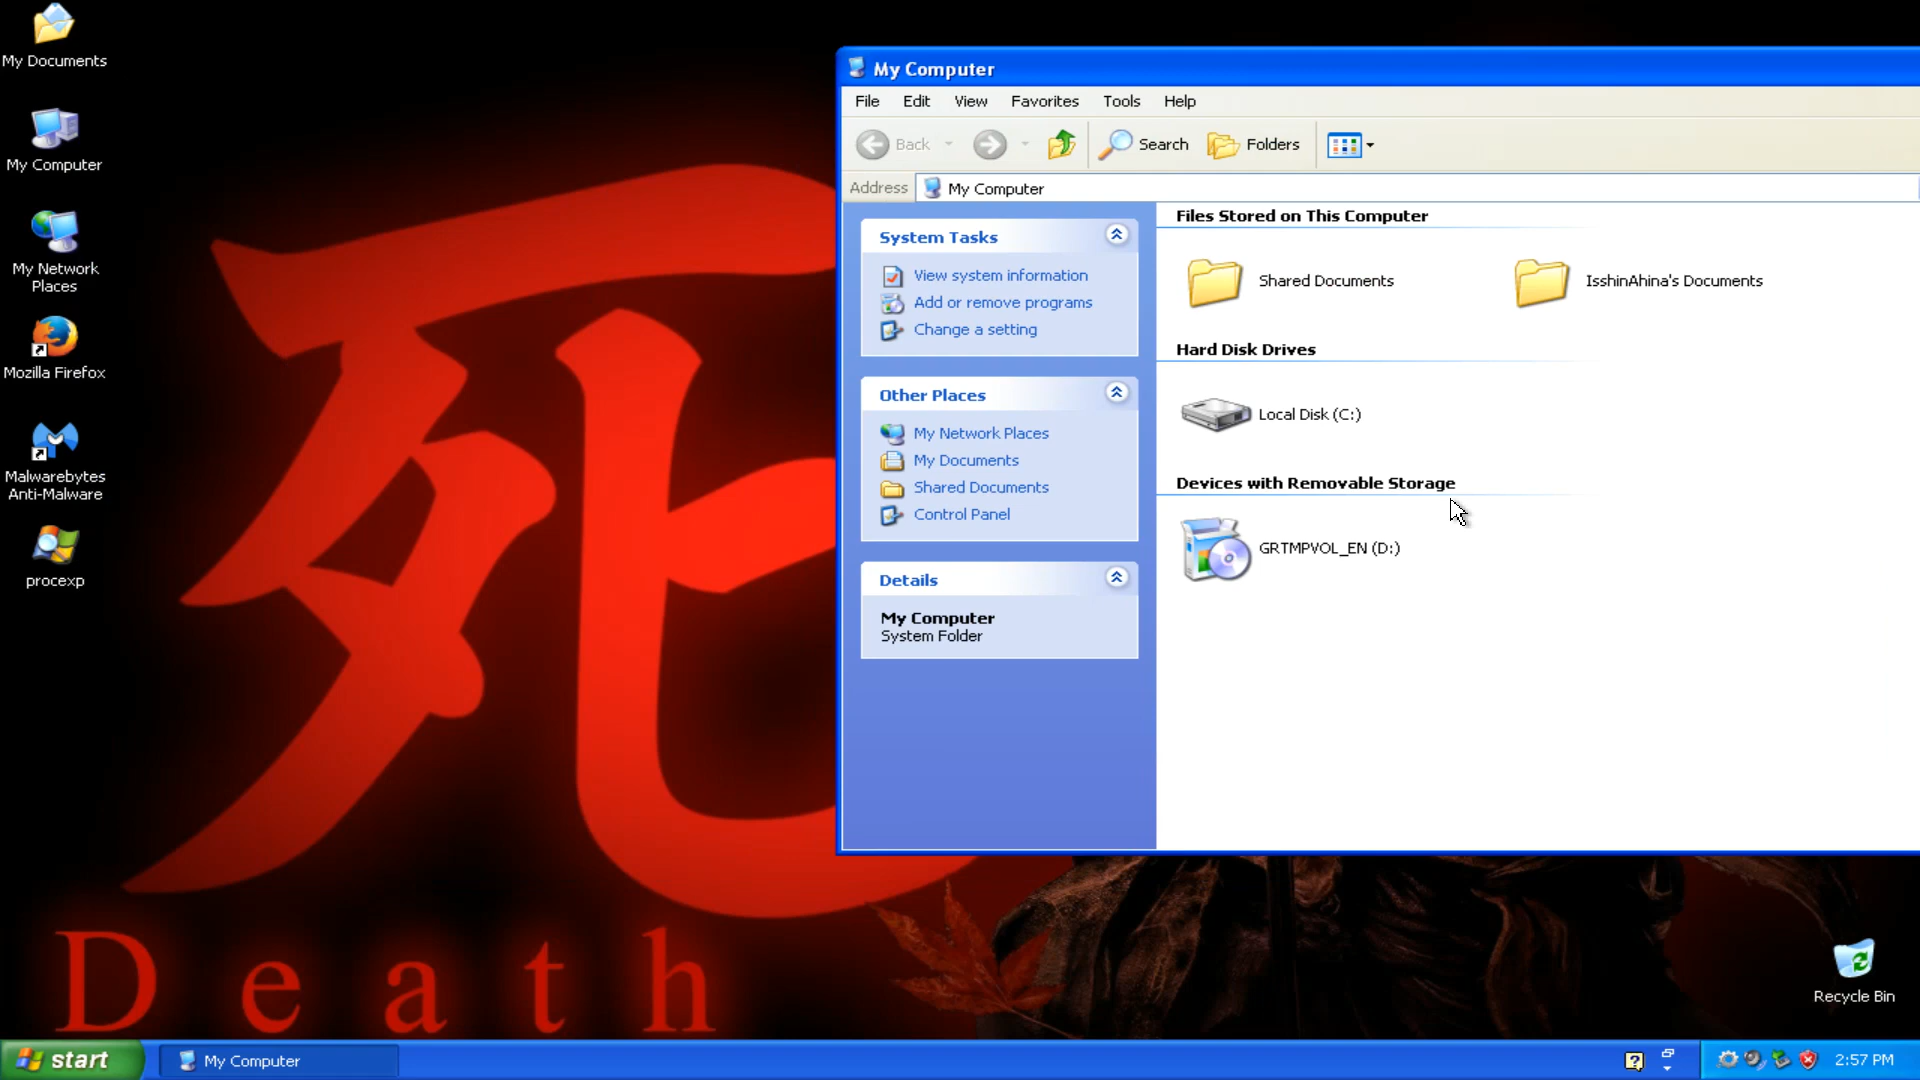 My Documents
My Computer
My Network
Places
Mozilla Firefox
Malwarebytes
Anti-Malware
procexp
死
Death
My Computer
File Edit View Favorites Tools Help
Back Search Folders
Address My Computer
System Tasks
View system information
Add or remove programs
Change a setting
Other Places
My Network Places
My Documents
Shared Documents
Control Panel
Details
My Computer
System Folder
Files Stored on This Computer
Shared Documents IsshinAhina's Documents
Hard Disk Drives
Local Disk (C:)
Devices with Removable Storage
GRTMPVOL_EN (D:)
Recycle Bin
start My Computer 2:57 PM